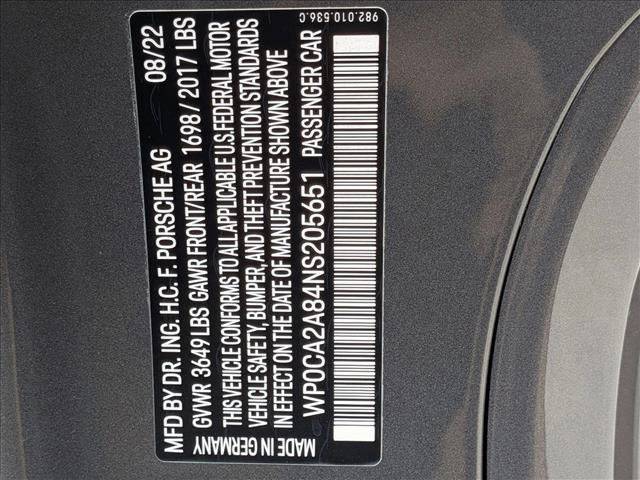 MFD BY DR. ING. H.C. F. PORSCHE AG 08/22
GVWR 3649 LBS GAWR FRONT/REAR 1698 / 2017 LBS
THIS VEHICLE CONFORMS TO ALL APPLICABLE U.S. FEDERAL MOTOR
VEHICLE SAFETY, BUMPER, AND THEFT PREVENTION STANDARDS
IN EFFECT ON THE DATE OF MANUFACTURE SHOWN ABOVE
WP0CA2A84NS205651 PASSENGER CAR
MADE IN GERMANY 982.010.536.C